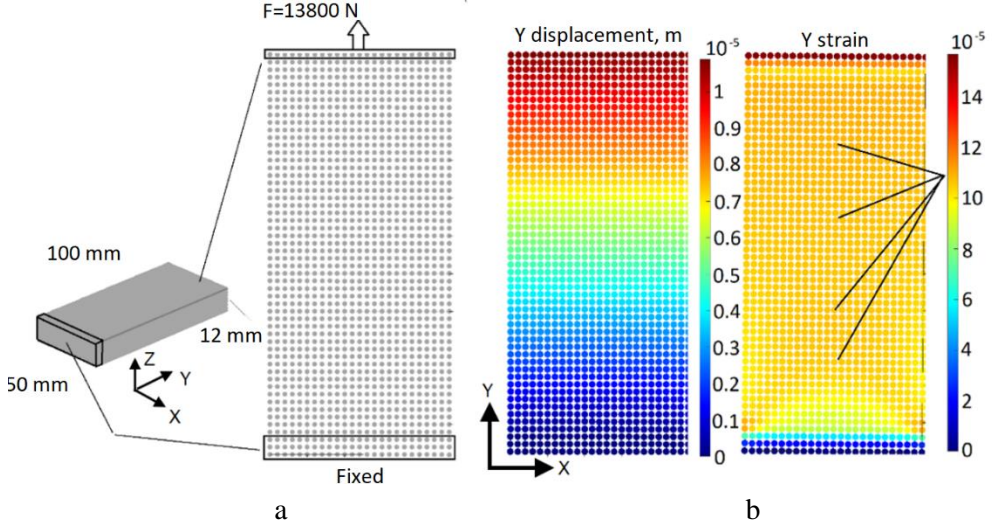 F=13800 N
100 mm
12 mm
50 mm
Z
Y
X
Fixed
a
Y displacement, m
10-5
1
0.9
0.8
0.7
0.6
0.5
0.4
0.3
0.2
0.1
0
Y
X
Y strain
10-5
14
12
10
8
6
4
2
0
b